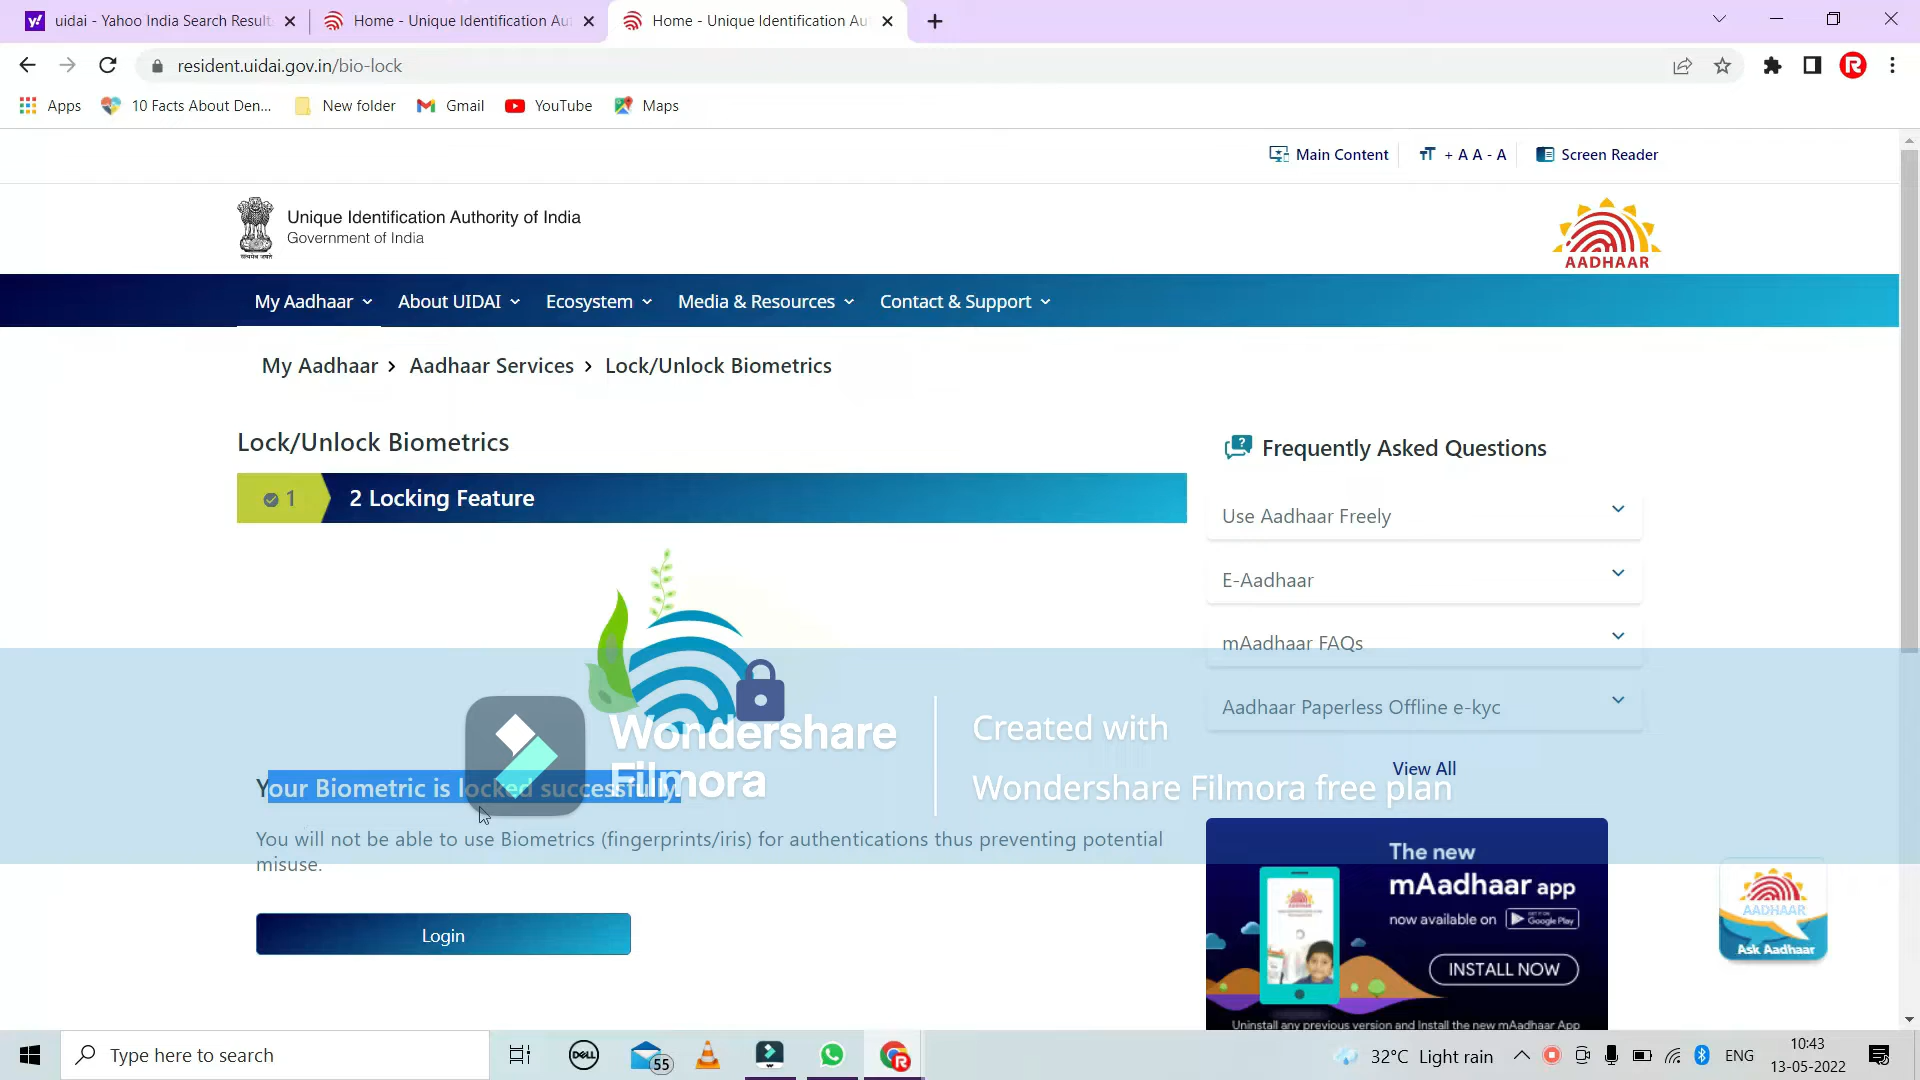 uidai - Yahoo India Search Result
Home - Unique Identification Au
Home - Unique Identification Au
resident.uidai.gov.in/bio-lock
Apps
10 Facts About Den...
New folder
Gmail
YouTube
Maps
Main Content
+ A A - A
Screen Reader
Unique Identification Authority of India
Government of India
AADHAAR
My Aadhaar
About UIDAI
Ecosystem
Media & Resources
Contact & Support
My Aadhaar > Aadhaar Services > Lock/Unlock Biometrics
Lock/Unlock Biometrics
1
2 Locking Feature
Frequently Asked Questions
Use Aadhaar Freely
E-Aadhaar
mAadhaar FAQs
Aadhaar Paperless Offline e-kyc
View All
Wondershare
Filmora
Created with
Wondershare Filmora free plan
Your Biometric is locked successfully
You will not be able to use Biometrics (fingerprints/iris) for authentications thus preventing potential
misuse.
Login
The new
mAadhaar app
now available on
GET IT ON
Google Play
INSTALL NOW
Uninstall any previous version and Install the new mAadhaar App
AADHAAR
Ask Aadhaar
Type here to search
DELL
55
32°C Light rain
ENG
10:43
13-05-2022